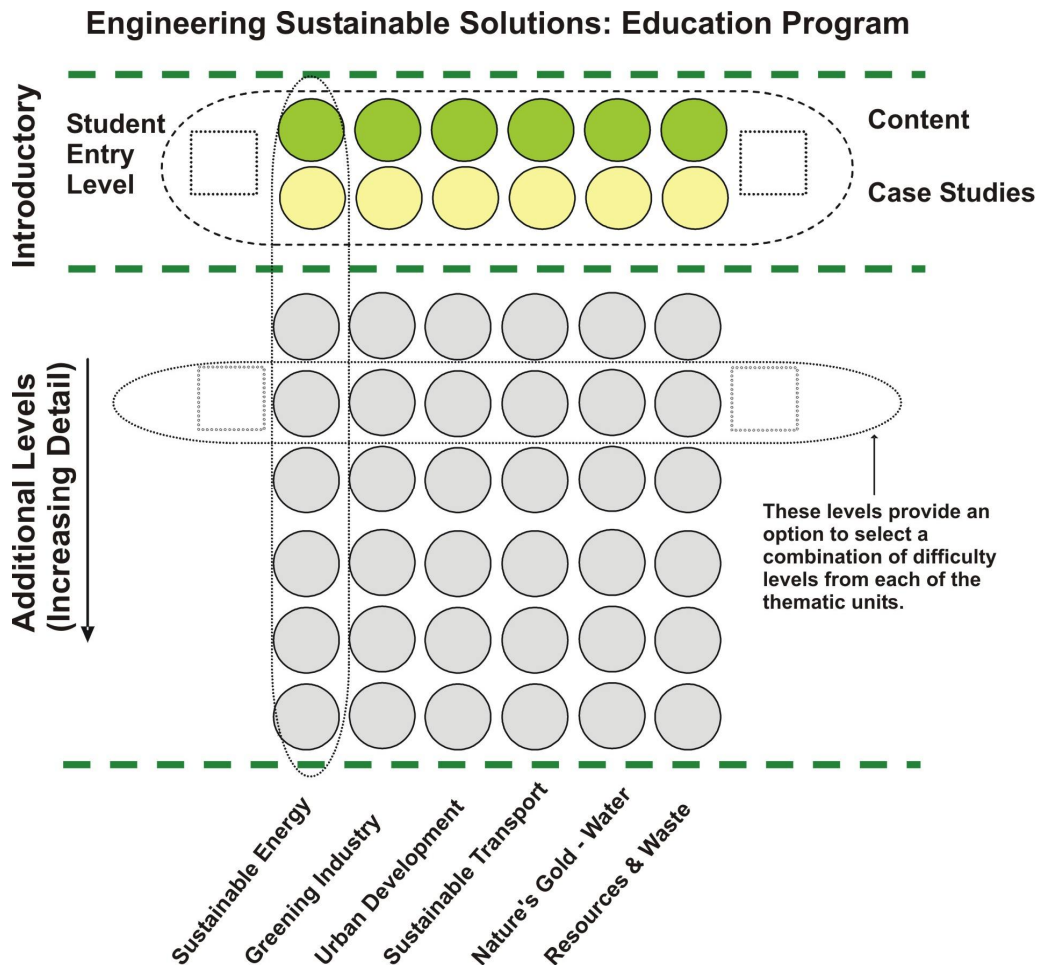 Engineering Sustainable Solutions: Education Program
Introductory
Student
Entry
Level
Content
Case Studies
Additional Levels
(Increasing Detail)
These levels provide an
option to select a
combination of difficulty
levels from each of the
thematic units.
Sustainable Energy
Greening Industry
Urban Development
Sustainable Transport
Nature's Gold - Water
Resources & Waste